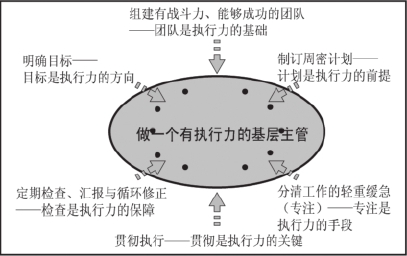 组建有战斗力、能够成功的团队
——团队是执行力的基础
明确目标——
目标是执行力的方向
制订周密计划——
计划是执行力的前提
做一个有执行力的基层主管
定期检查、汇报与循环修正
——检查是执行力的保障
分清工作的轻重缓急
(专注)——专注是
执行力的手段
贯彻执行——贯彻是执行力的关键